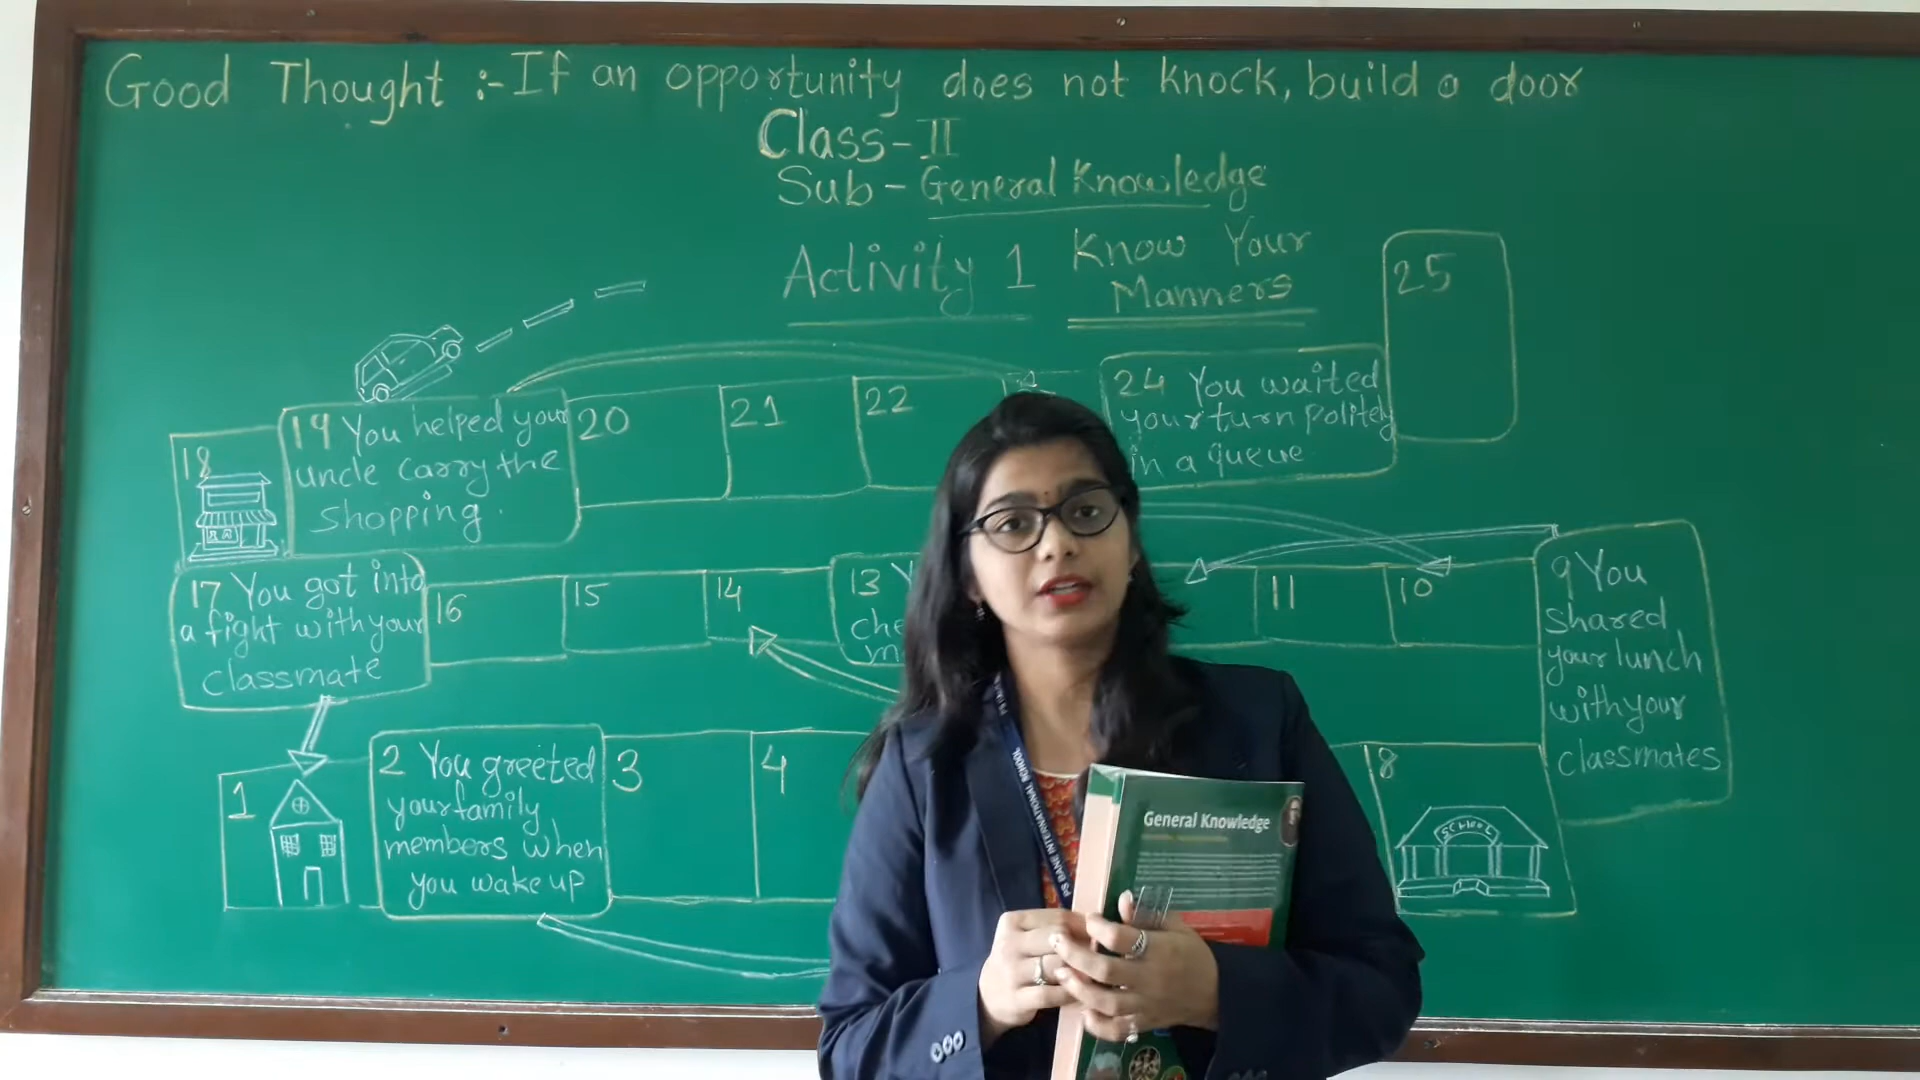 Good Thought :- If an opportunity does not knock, build a door
Class-II
Sub - General Knowledge
Activity 1
Know Your
Manners
25
24 You waited
your turn politely
in a queue
18
19 You helped your
uncle carry the
shopping.
20
21
22
17 You got into
a fight with your
classmate
16
15
14
13
11
10
9 You
shared
your lunch
with your
classmates
1
2 You greeted
your family
members when
you wake up
3
4
8
SCHOOL
General Knowledge
PS BANE INTERNATIONAL SCHOOL